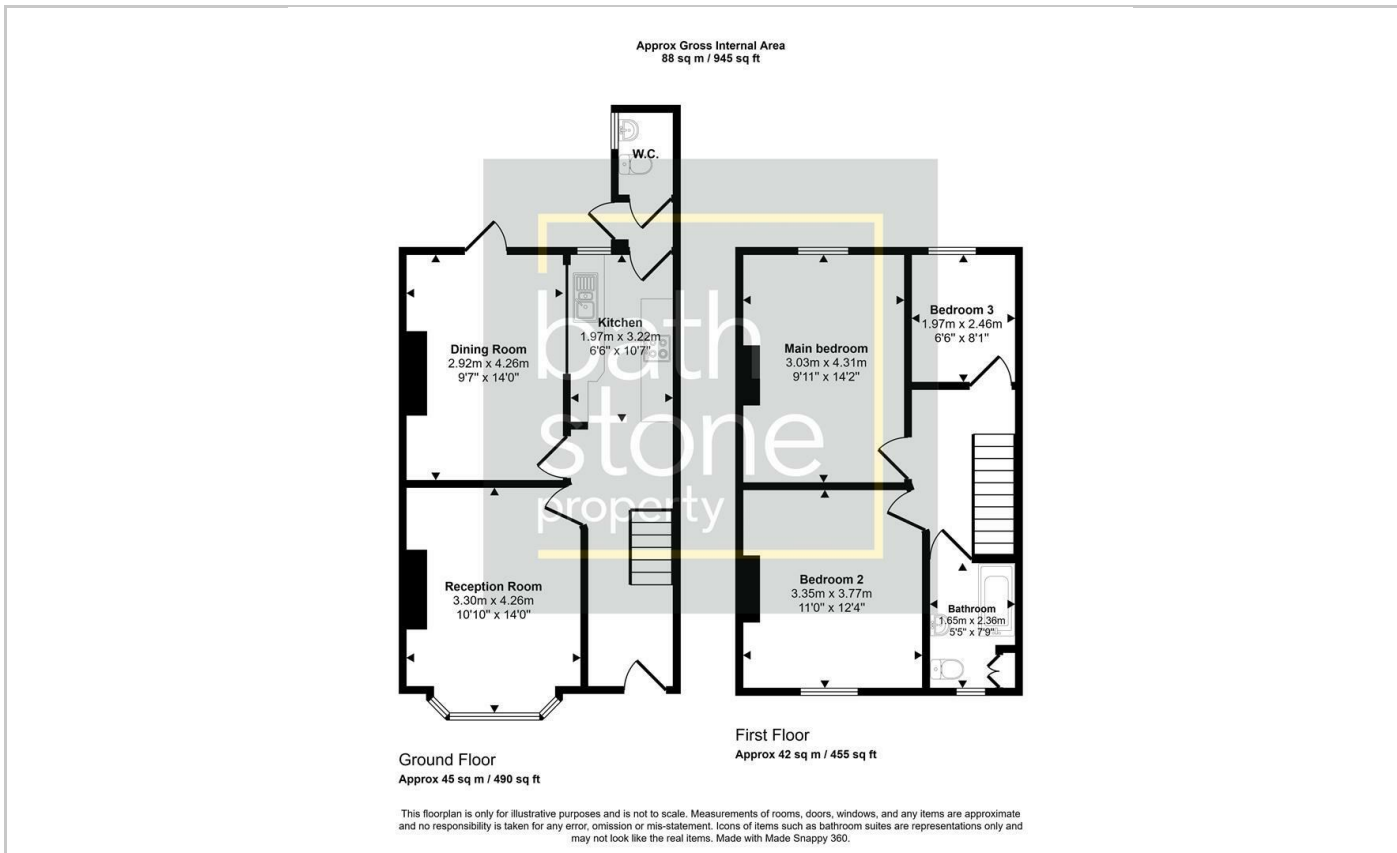 Approx Gross Internal Area
88 sq m / 945 sq ft
W.C.
Kitchen
1.97m x 3.22m
6'6" x 10'7"
Dining Room
2.92m x 4.26m
9'7" x 14'0"
Reception Room
3.30m x 4.26m
10'10" x 14'0"
Main bedroom
3.03m x 4.31m
9'11" x 14'2"
Bedroom 3
1.97m x 2.46m
6'6" x 8'1"
Bedroom 2
3.35m x 3.77m
11'0" x 12'4"
Bathroom
1.65m x 2.36m
5'5" x 7'9"
bath
stone
property
Ground Floor
Approx 45 sq m / 490 sq ft
First Floor
Approx 42 sq m / 455 sq ft
This floorplan is only for illustrative purposes and is not to scale. Measurements of rooms, doors, windows, and any items are approximate
and no responsibility is taken for any error, omission or mis-statement. Icons of items such as bathroom suites are representations only and
may not look like the real items. Made with Made Snappy 360.